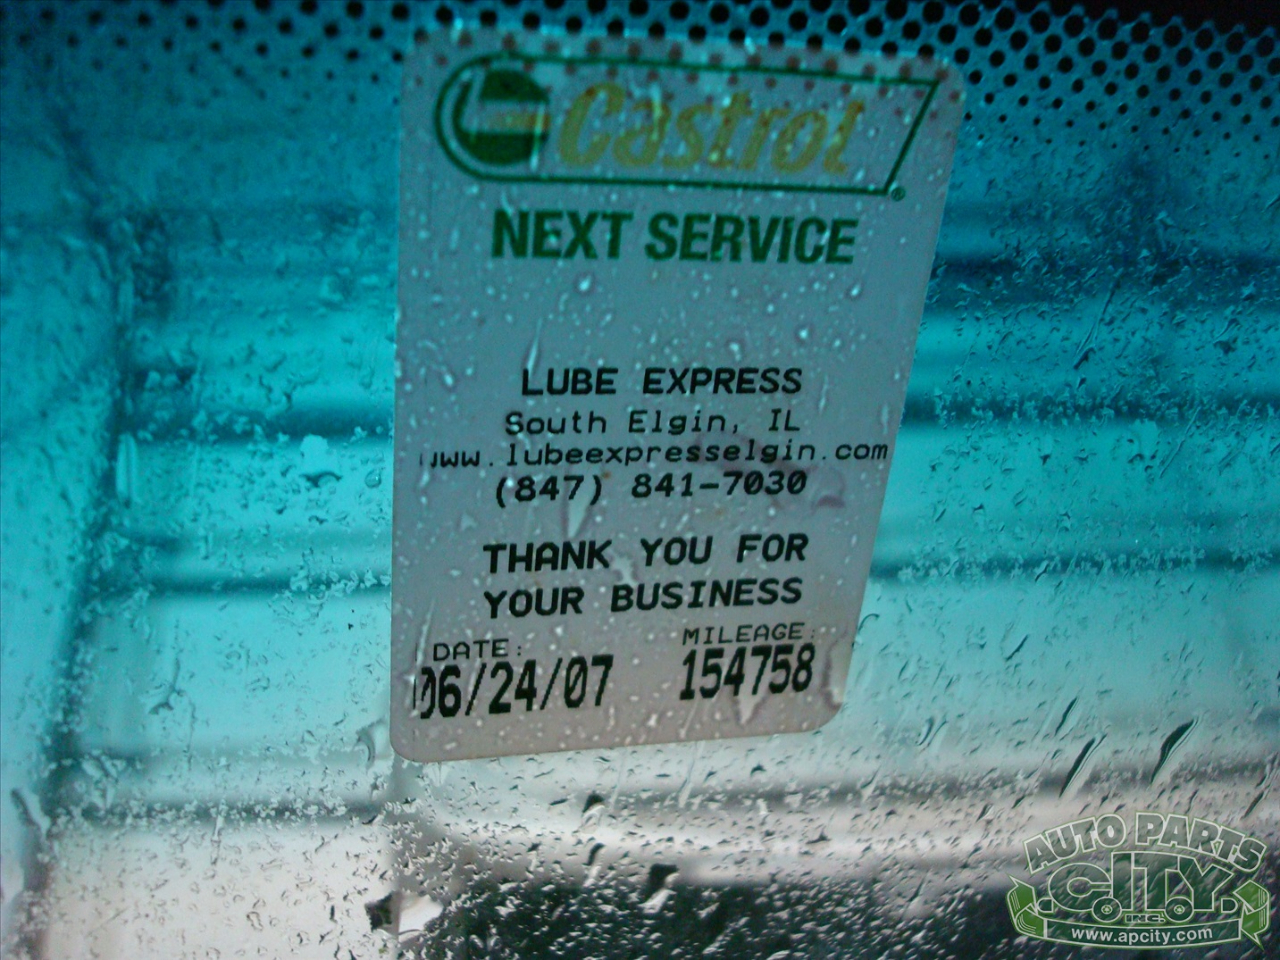 Castrol
®
NEXT SERVICE
LUBE EXPRESS
South Elgin, IL
www.lubeexpresselgin.com
(847) 841-7030
THANK YOU FOR
YOUR BUSINESS
DATE: MILEAGE:
06/24/07 154758
AUTO PARTS
CITY
INC.
www.apcity.com